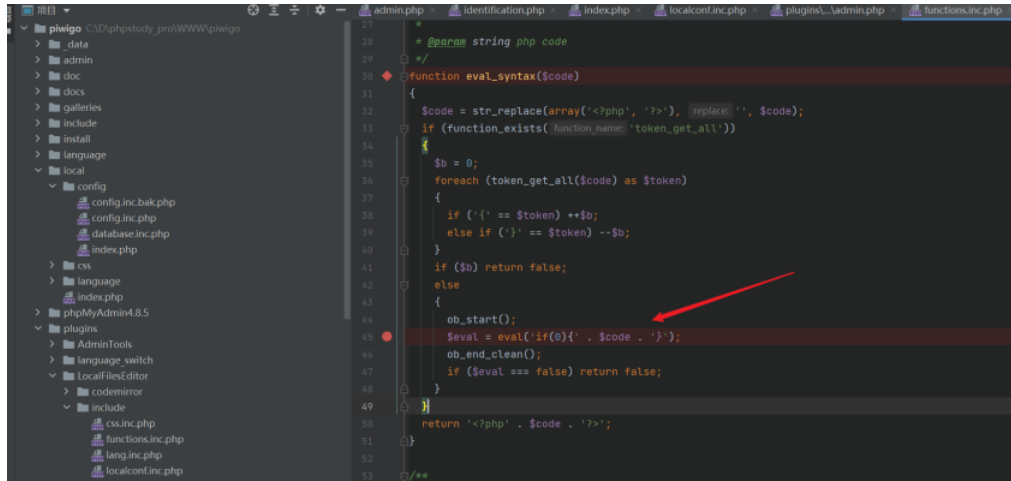 项目
admin.php
identification.php
index.php
localconf.inc.php
plugins\...\admin.php
functions.inc.php
piwigo C:\D\phpstudy_pro\WWW\piwigo
_data
admin
doc
docs
galleries
include
install
language
local
config
config.inc.bak.php
config.inc.php
database.inc.php
index.php
css
language
index.php
phpMyAdmin4.8.5
plugins
AdminTools
language_switch
LocalFilesEditor
codemirror
include
css.inc.php
functions.inc.php
lang.inc.php
localconf.inc.php
27 *
28 * @param string php code
29 */
30 function eval_syntax($code)
31 {
32 $code = str_replace(array('<?php', '?>'), replace: '', $code);
33 if (function_exists( function_name: 'token_get_all'))
34 {
35 $b = 0;
36 foreach (token_get_all($code) as $token)
37 {
38 if ('{' == $token) ++$b;
39 else if ('}' == $token) --$b;
40 }
41 if ($b) return false;
42 else
43 {
44 ob_start();
45 $eval = eval('if(0){' . $code . '}');
46 ob_end_clean();
47 if ($eval === false) return false;
48 }
49 }
50 return '<?php' . $code . '?>';
51 }
52
53 /**